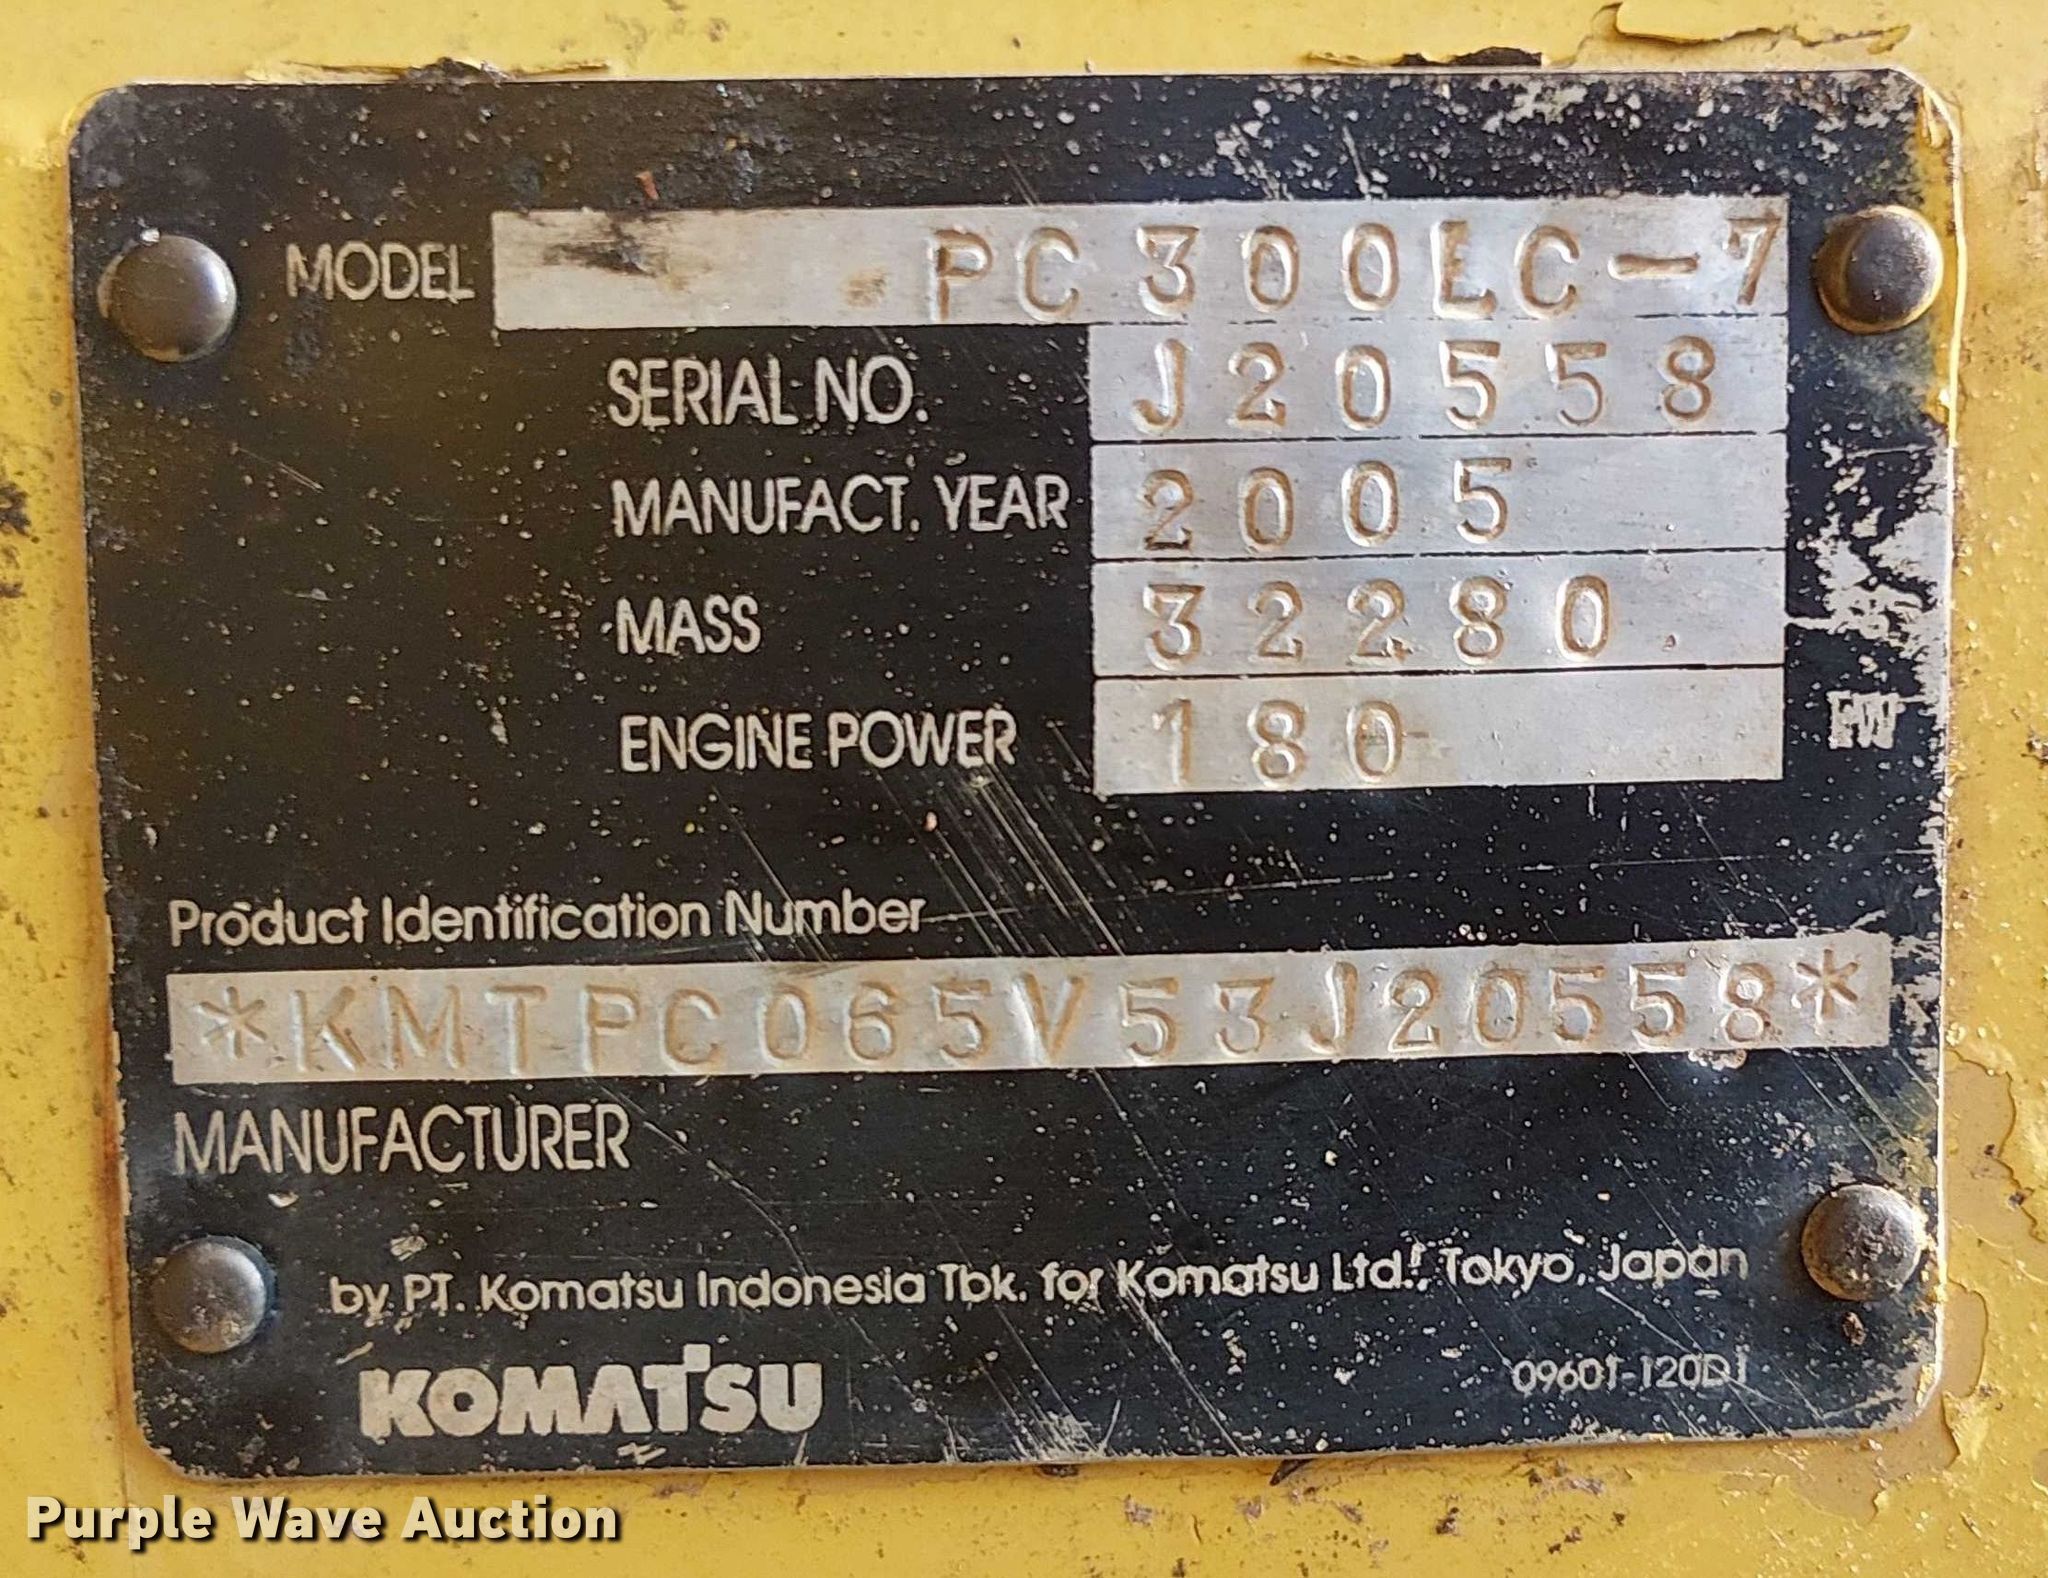 MODEL PC300LC-7
SERIAL NO. J20558
MANUFACT. YEAR 2005
MASS 32280
ENGINE POWER 180 kW
Product Identification Number
*KMTPC065V53J20558*
MANUFACTURER
by PT. Komatsu Indonesia Tbk. for Komatsu Ltd., Tokyo, Japan
KOMATSU
09601-120D1
Purple Wave Auction